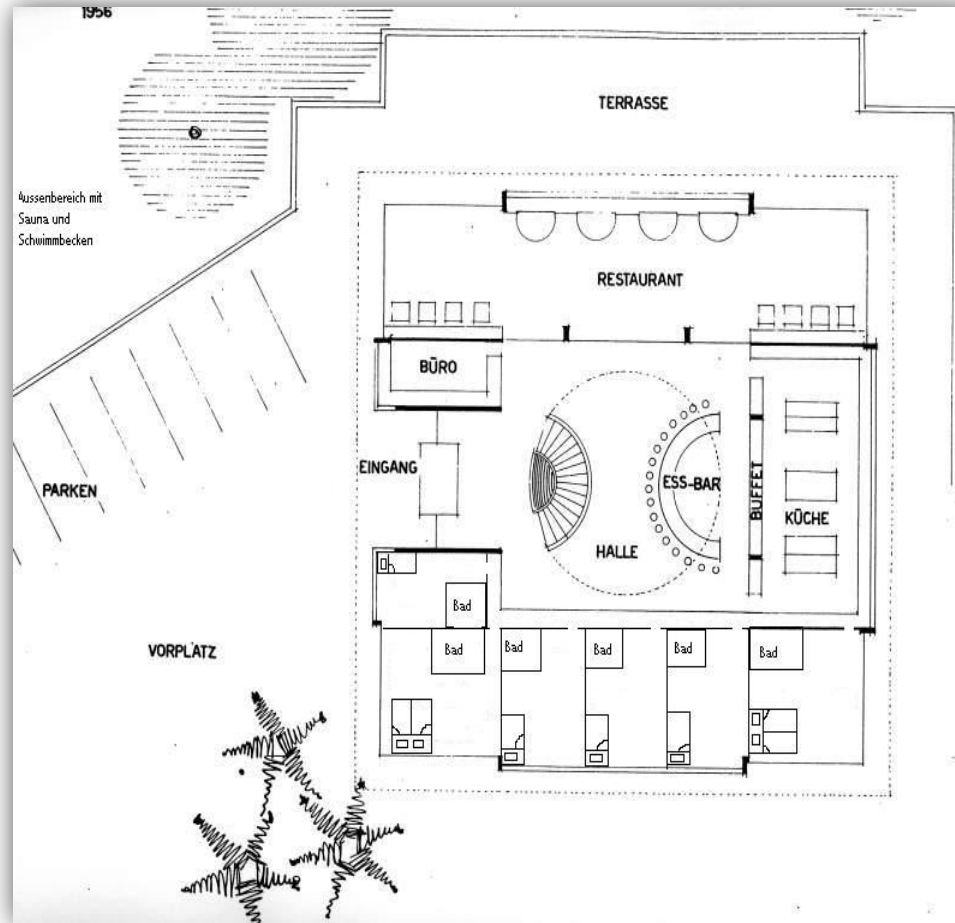 1956
TERRASSE
Aussenbereich mit
Sauna und
Schwimmbecken
RESTAURANT
BÜRO
EINGANG
PARKEN
ESS-BAR
BUFFET
KÜCHE
HALLE
Bad
Bad
Bad
Bad
Bad
Bad
VORPLATZ